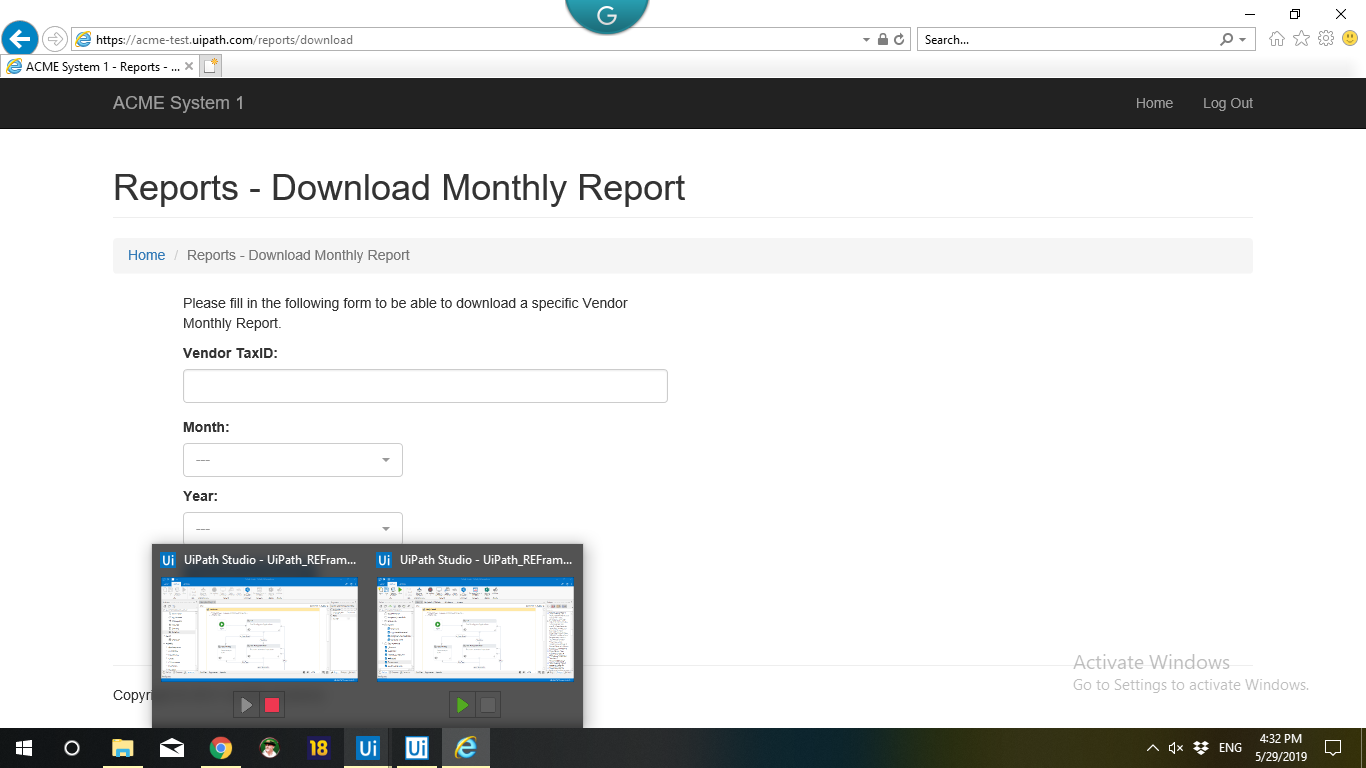 G
https://acme-test.uipath.com/reports/download
Search...
ACME System 1 - Reports - ...
ACME System 1
Home
Log Out
Reports - Download Monthly Report
Home / Reports - Download Monthly Report
Please fill in the following form to be able to download a specific Vendor
Monthly Report.
Vendor TaxID:
Month:
---
Year:
---
Ui UiPath Studio - UiPath_REFram...
Ui UiPath Studio - UiPath_REFram...
Activate Windows
Go to Settings to activate Windows.
Copyri
18
Ui
Ui
ENG
4:32 PM
5/29/2019